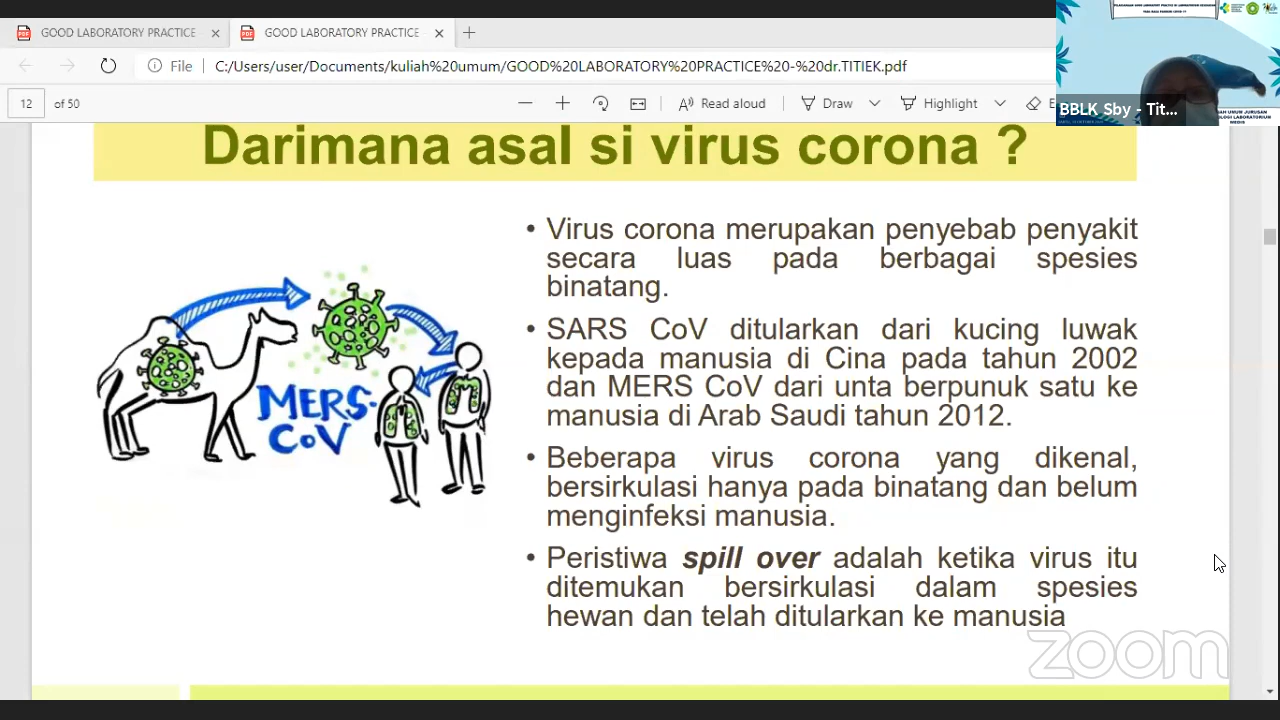 GOOD LABORATORY PRACTICE
GOOD LABORATORY PRACTICE
File
C:/Users/user/Documents/kuliah%20umum/GOOD%20LABORATORY%20PRACTICE%20-%20dr.TITIEK.pdf
12 of 50
Read aloud
Draw
Highlight
BBLK Sby - Tit...
Darimana asal si virus corona ?
MERS-
CoV
• Virus corona merupakan penyebab penyakit
secara luas pada berbagai spesies
binatang.
• SARS CoV ditularkan dari kucing luwak
kepada manusia di Cina pada tahun 2002
dan MERS CoV dari unta berpunuk satu ke
manusia di Arab Saudi tahun 2012.
• Beberapa virus corona yang dikenal,
bersirkulasi hanya pada binatang dan belum
menginfeksi manusia.
• Peristiwa spill over adalah ketika virus itu
ditemukan bersirkulasi dalam spesies
hewan dan telah ditularkan ke manusia
zoom